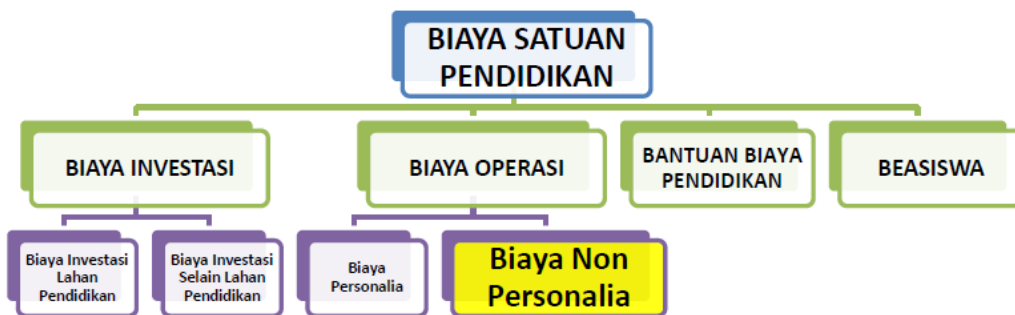 BIAYA SATUAN
PENDIDIKAN
BIAYA INVESTASI
BIAYA OPERASI
BANTUAN BIAYA
PENDIDIKAN
BEASISWA
Biaya Investasi
Lahan
Pendidikan
Biaya Investasi
Selain Lahan
Pendidikan
Biaya
Personalia
Biaya Non
Personalia